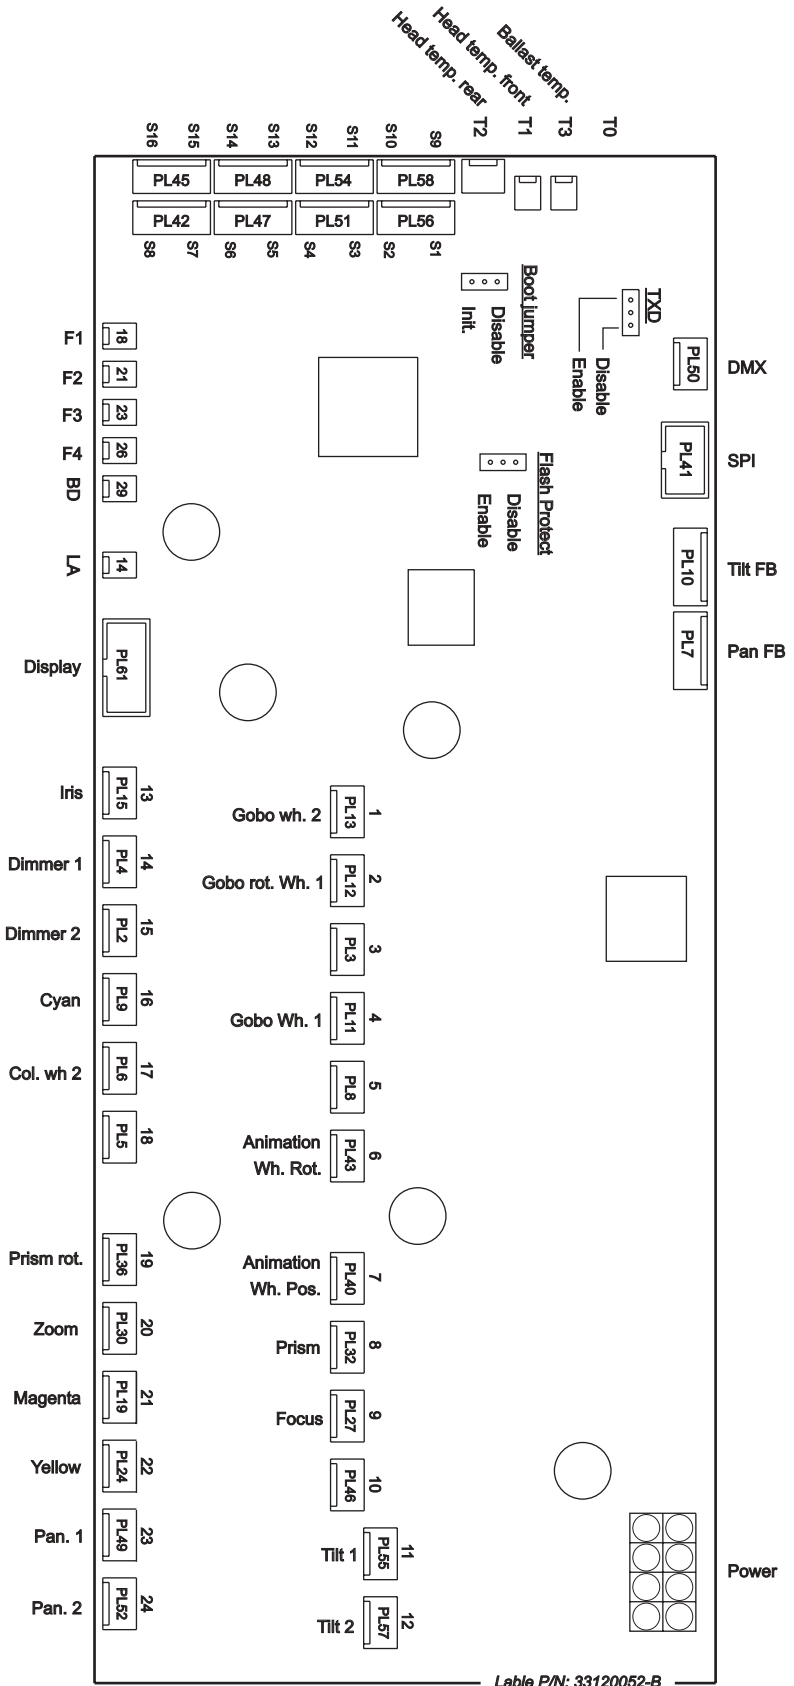 Head temp. rear
Head temp. front
Ballast temp.
T2
T1
T3
T0
S16
S15
S14
S13
S12
S11
S10
S9
PL45
PL48
PL54
PL58
PL42
PL47
PL51
PL56
S8
S7
S6
S5
S4
S3
S2
S1
Boot jumper
Disable
Init.
TXD
Disable
Enable
F1
18
F2
21
F3
23
F4
26
BD
29
LA
14
Flash Protect
Disable
Enable
PL50
DMX
PL41
SPI
PL10
Tilt FB
PL7
Pan FB
Display
PL61
Iris
PL15
13
Dimmer 1
PL4
14
Dimmer 2
PL2
15
Cyan
PL9
16
Col. wh 2
PL6
17
PL5
18
Prism rot.
PL36
19
Zoom
PL30
20
Magenta
PL19
21
Yellow
PL24
22
Pan. 1
PL49
23
Pan. 2
PL52
24
Gobo wh. 2
PL13
1
Gobo rot. Wh. 1
PL12
2
PL3
3
Gobo Wh. 1
PL11
4
PL8
5
Animation
Wh. Rot.
PL43
6
Animation
Wh. Pos.
PL40
7
Prism
PL32
8
Focus
PL27
9
PL46
10
Tilt 1
PL55
11
Tilt 2
PL57
12
Power
Lable P/N: 33120052-B